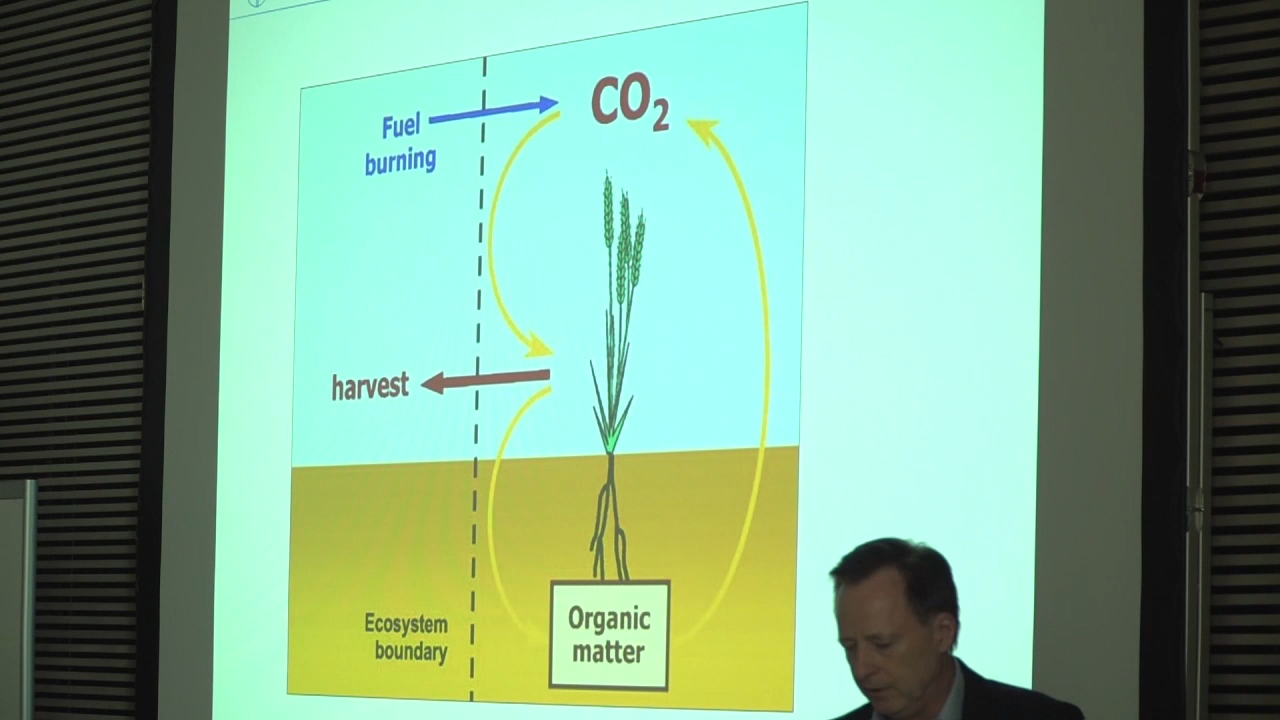 CO₂
Fuel
burning
harvest
Ecosystem
boundary
Organic
matter